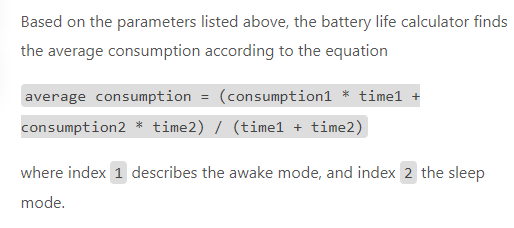 Based on the parameters listed above, the battery life calculator finds
the average consumption according to the equation
average consumption = (consumption1 * time1 +
consumption2 * time2) / (time1 + time2)
where index 1 describes the awake mode, and index 2 the sleep
mode.